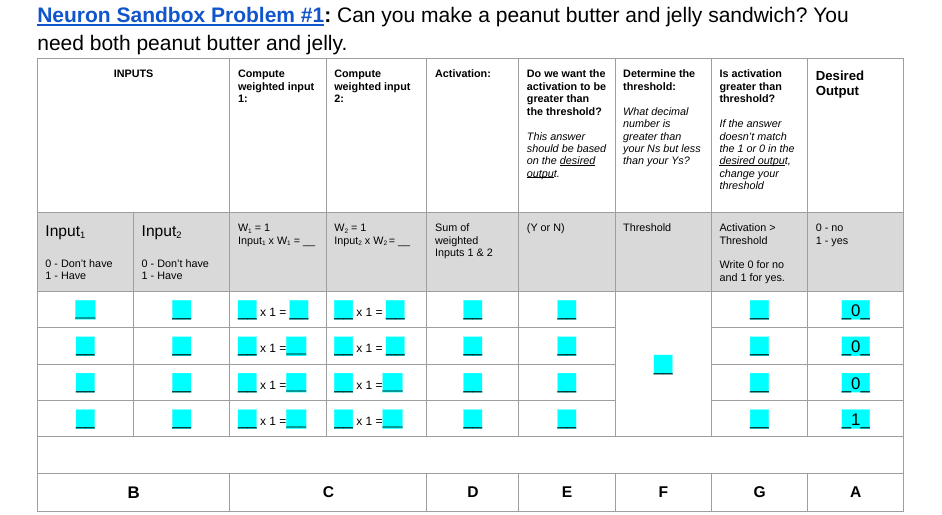 Neuron Sandbox Problem #1: Can you make a peanut butter and jelly sandwich? You
need both peanut butter and jelly.
INPUTS
Compute
weighted input
1:
Compute
weighted input
2:
Activation:
Do we want the
activation to be
greater than
the threshold?
This answer
should be based
on the desired
output.
Determine the
threshold:
What decimal
number is
greater than
your Ns but less
than your Ys?
Is activation
greater than
threshold?
If the answer
doesn't match
the 1 or 0 in the
desired output,
change your
threshold
Desired
Output
Input₁
0 - Don't have
1 - Have
Input₂
0 - Don't have
1 - Have
W₁ = 1
Input₁ x W₁ = __
W₂ = 1
Input₂ x W₂ = __
Sum of
weighted
Inputs 1 & 2
(Y or N)
Threshold
Activation >
Threshold
Write 0 for no
and 1 for yes.
0 - no
1 - yes
__ __ __ x 1 = __ __ x 1 = __ __ __ __ _0_
__ __ __ x 1 =__ __ x 1 = __ __ __ __ _0_
__
__ __ __ x 1 =__ __ x 1 =__ __ __ __ _0_
__ __ __ x 1 =__ __ x 1 =__ __ __ __ _1_
B C D E F G A